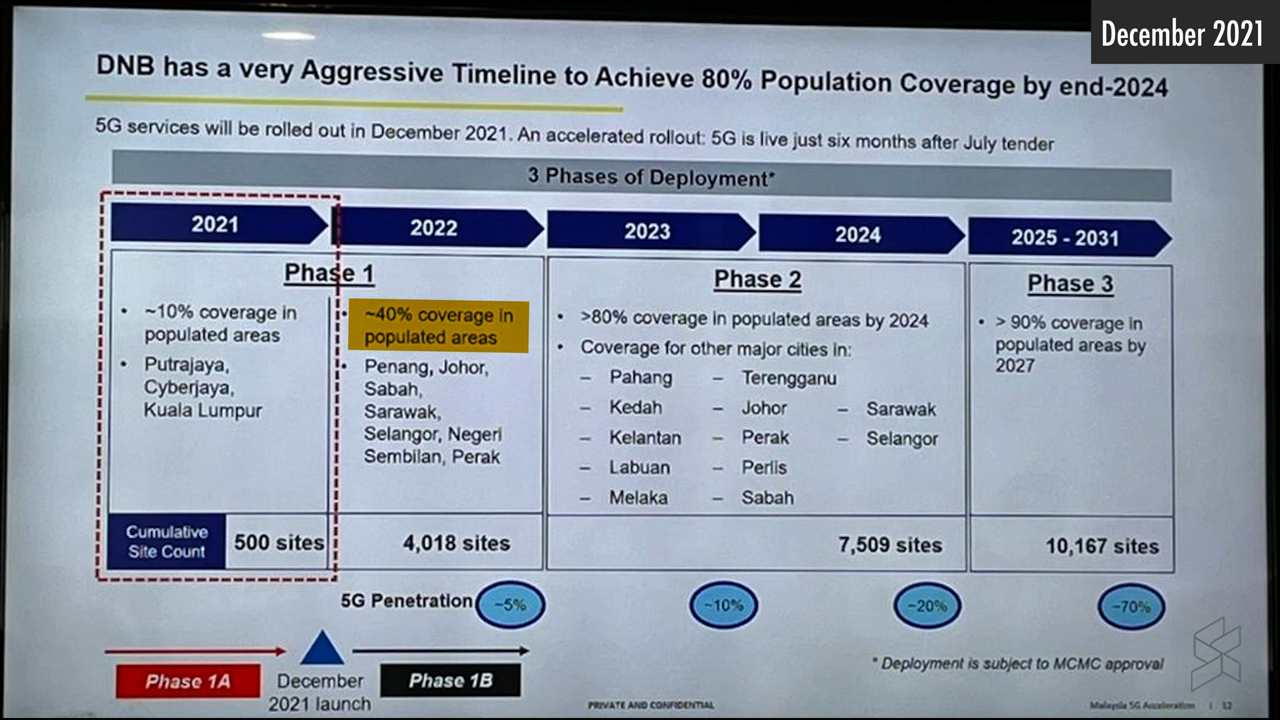 December 2021
DNB has a very Aggressive Timeline to Achieve 80% Population Coverage by end-2024
5G services will be rolled out in December 2021. An accelerated rollout: 5G is live just six months after July tender
3 Phases of Deployment*
2021
2022
2023
2024
2025 - 2031
Phase 1
• ~10% coverage in
populated areas
• Putrajaya,
Cyberjaya,
Kuala Lumpur
• ~40% coverage in
populated areas
• Penang, Johor,
Sabah,
Sarawak,
Selangor, Negeri
Sembilan, Perak
Phase 2
• >80% coverage in populated areas by 2024
• Coverage for other major cities in:
– Pahang
– Kedah
– Kelantan
– Labuan
– Melaka
– Terengganu
– Johor
– Perak
– Perlis
– Sabah
– Sarawak
– Selangor
Phase 3
• > 90% coverage in
populated areas by
2027
Cumulative
Site Count
500 sites
4,018 sites
7,509 sites
10,167 sites
5G Penetration
~5%
~10%
~20%
~70%
Phase 1A
December
2021 launch
Phase 1B
* Deployment is subject to MCMC approval
PRIVATE AND CONFIDENTIAL
Malaysia 5G Acceleration | 12